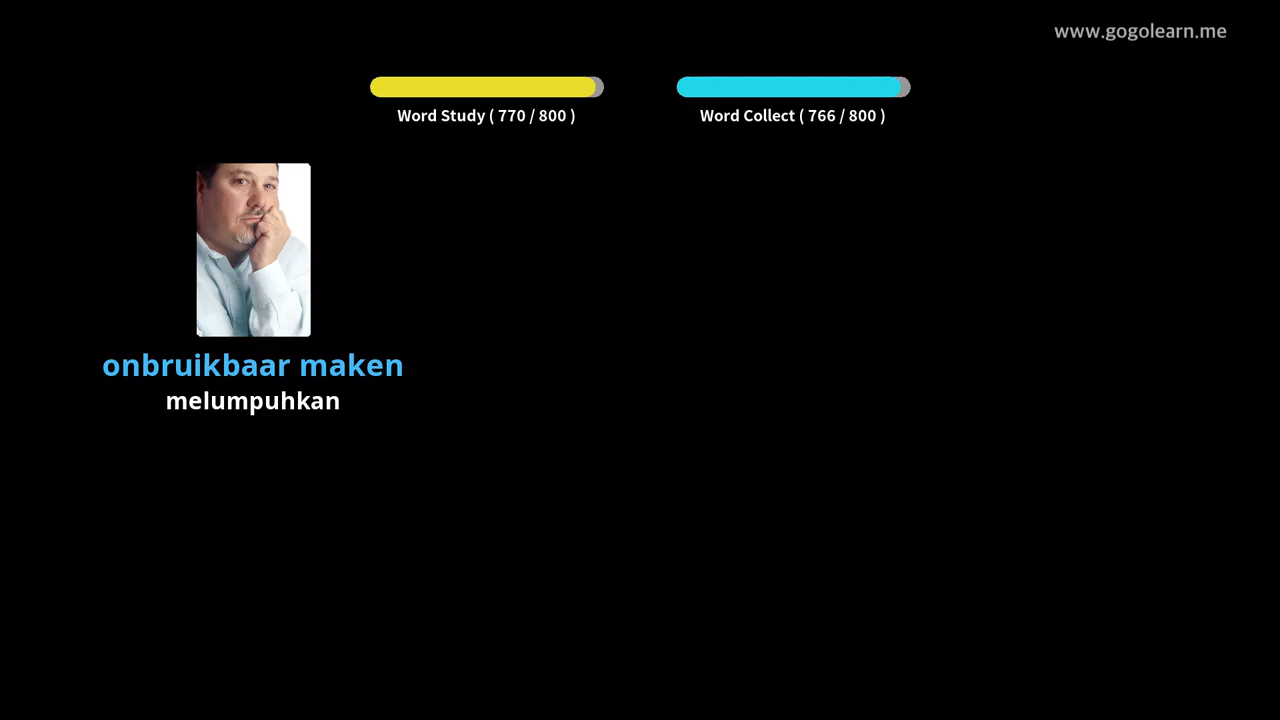 www.gogolearn.me
Word Study ( 770 / 800 )
Word Collect ( 766 / 800 )
onbruikbaar maken
melumpuhkan